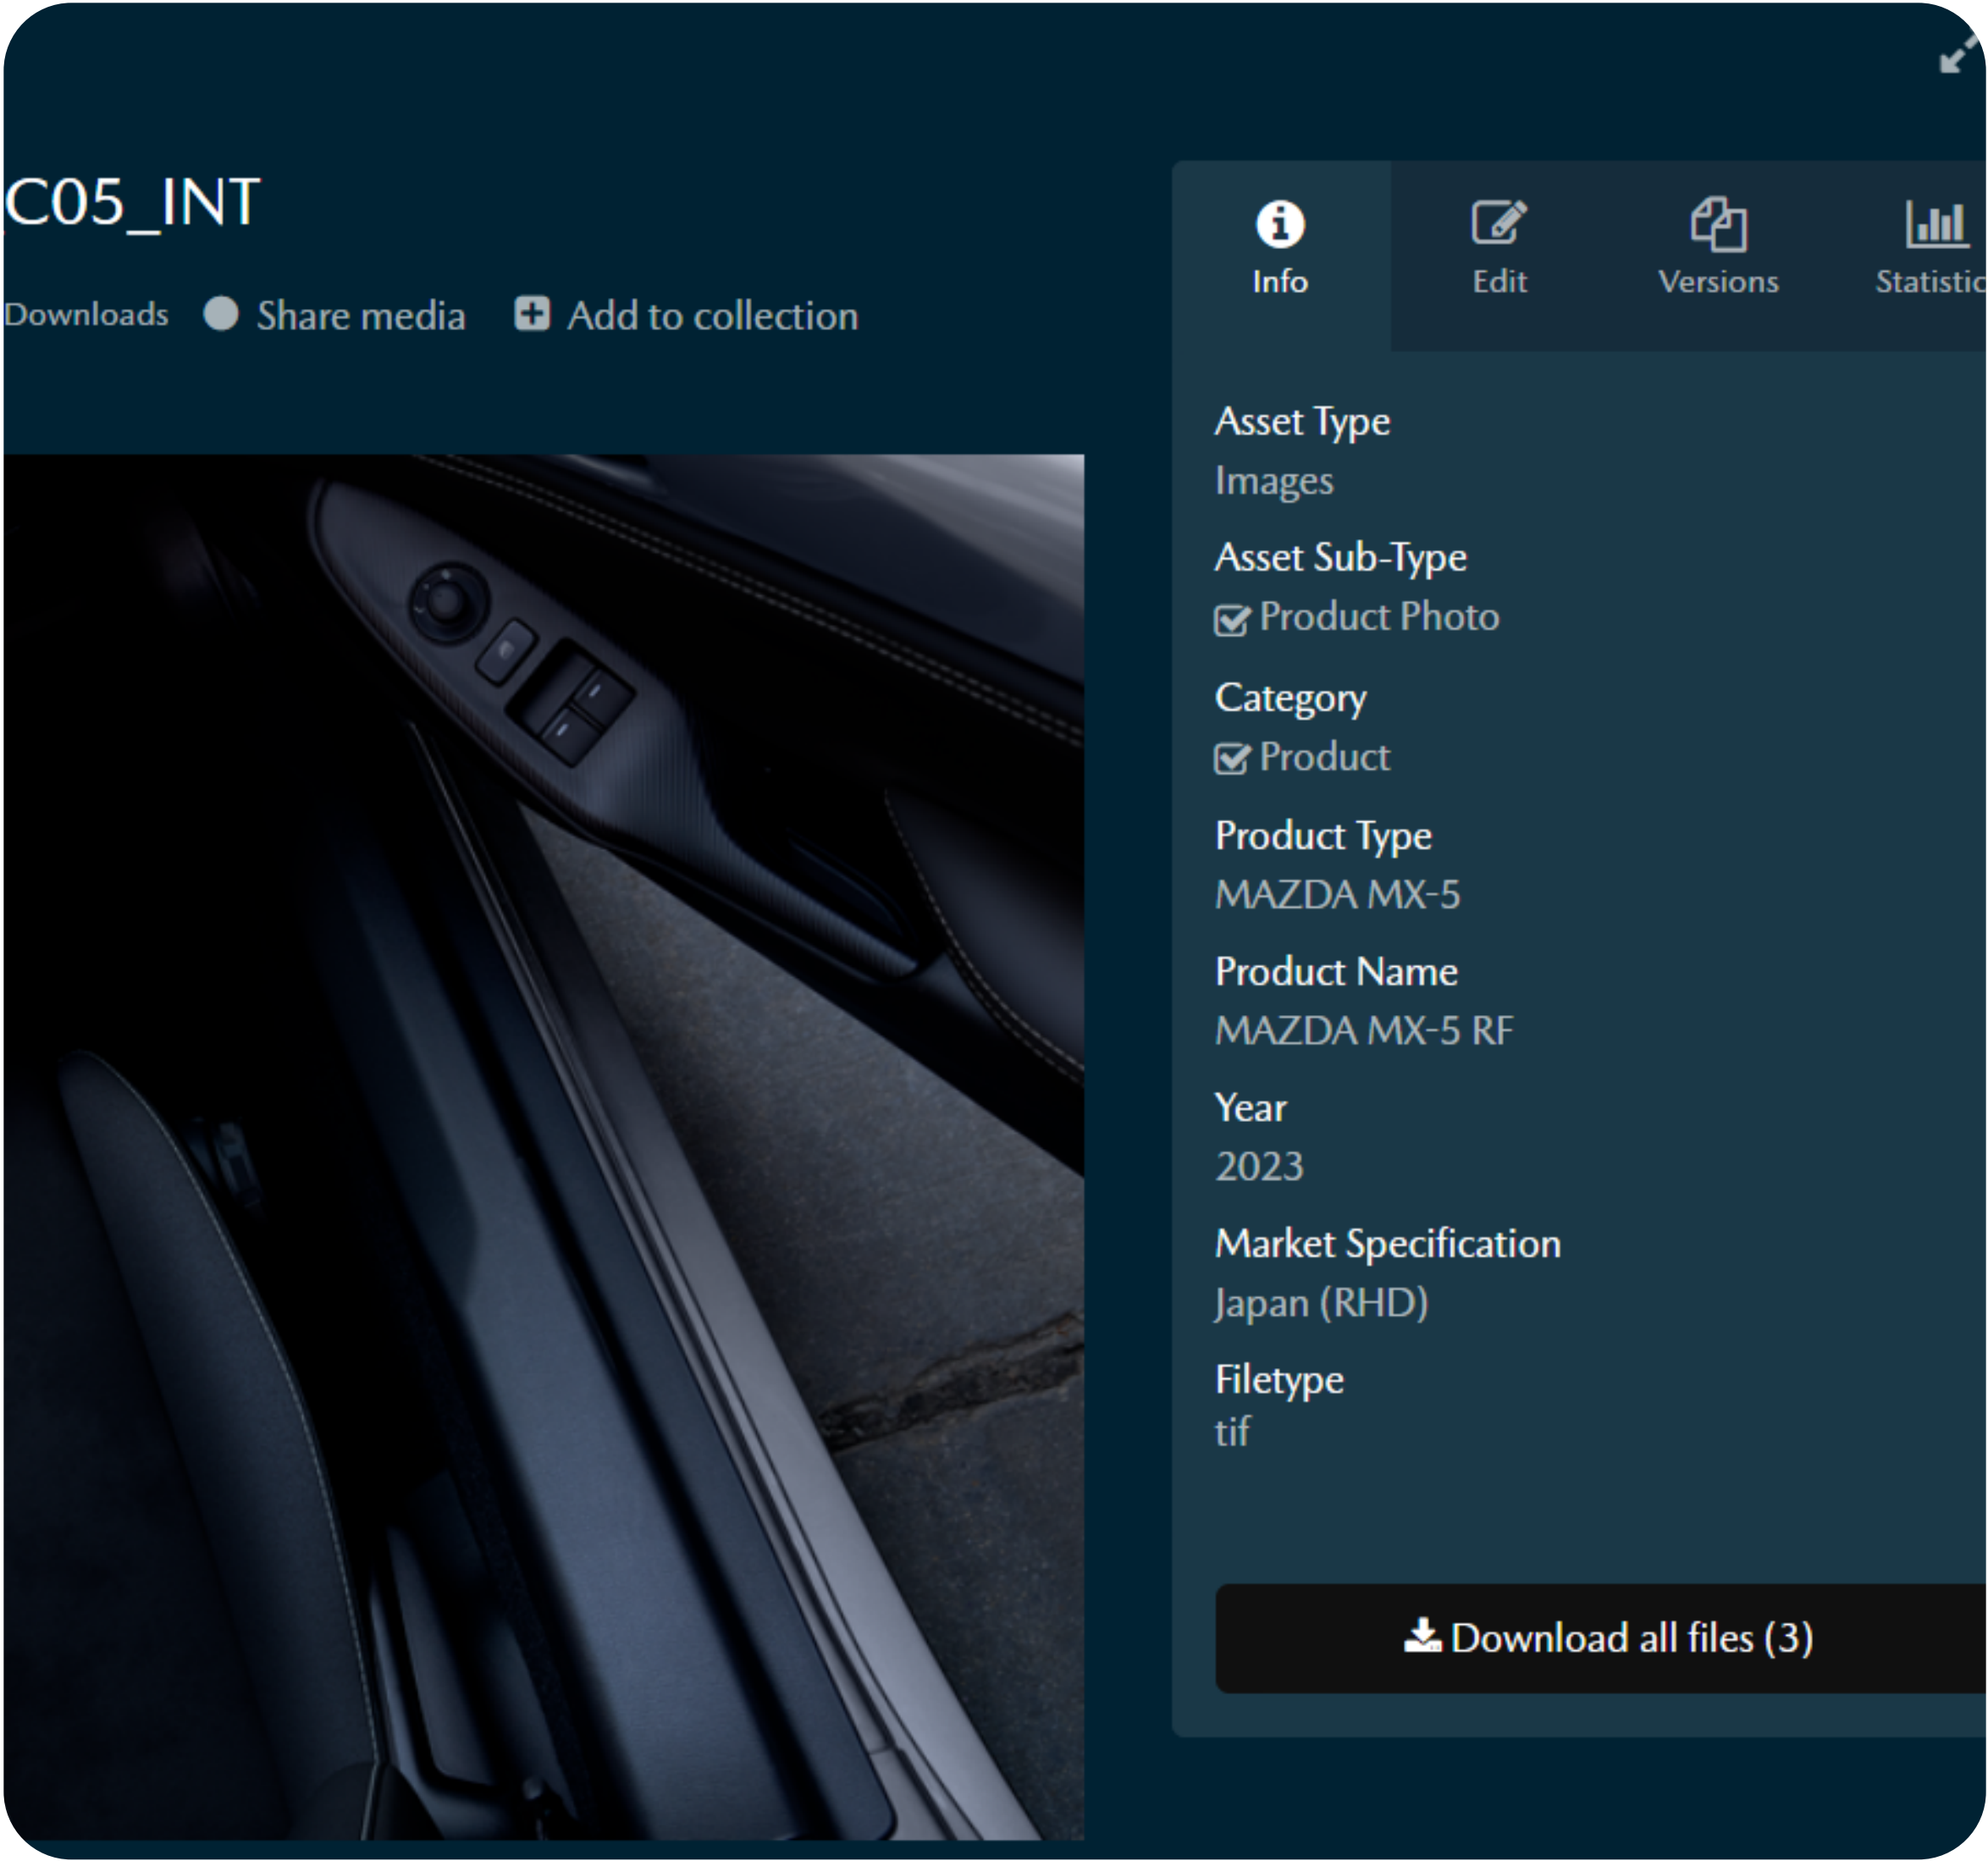 C05_INT
Downloads Share media Add to collection
Info Edit Versions Statistic
Asset Type
Images
Asset Sub-Type
Product Photo
Category
Product
Product Type
MAZDA MX-5
Product Name
MAZDA MX-5 RF
Year
2023
Market Specification
Japan (RHD)
Filetype
tif
Download all files (3)